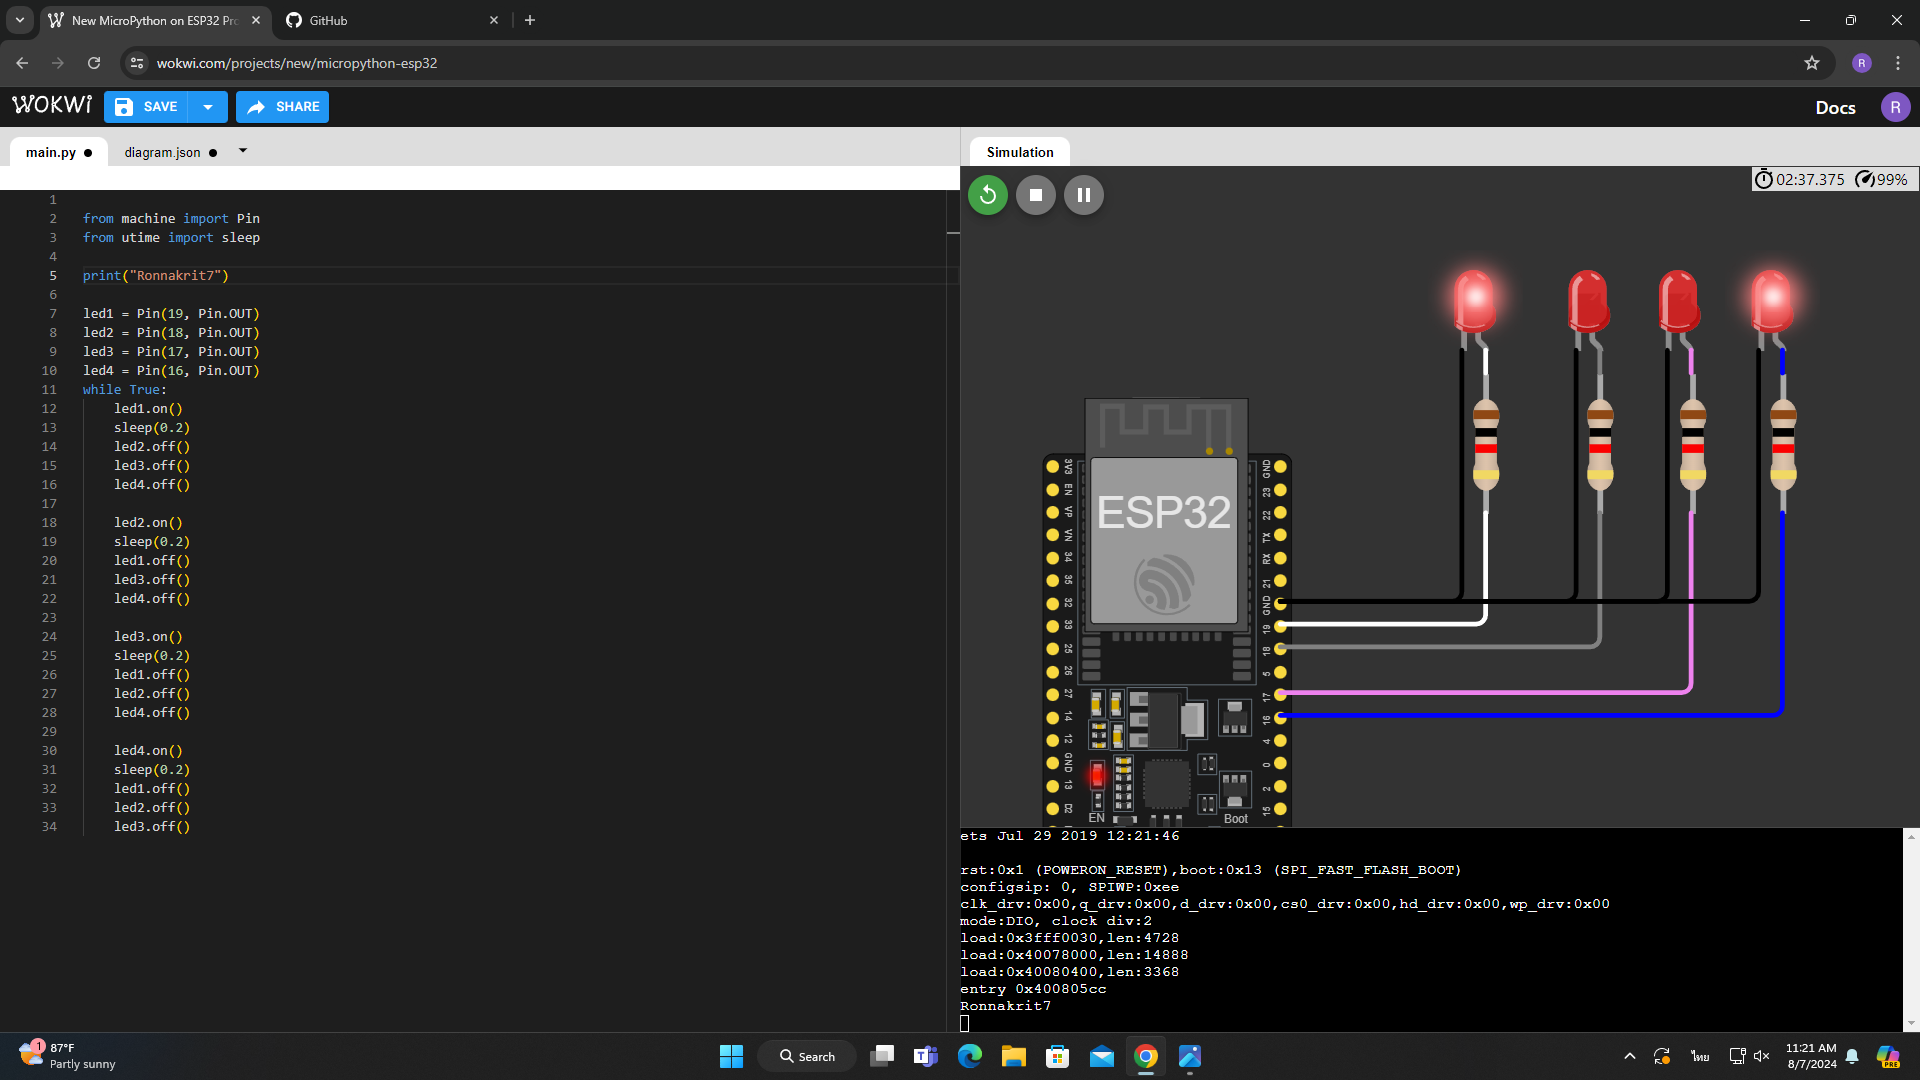 New MicroPython on ESP32 Pro
GitHub
wokwi.com/projects/new/micropython-esp32
R
WOKWi
SAVE
SHARE
Docs
R
main.py
diagram.json
Simulation
02:37.375
99%
1
2 from machine import Pin
3 from utime import sleep
4
5 print("Ronnakrit7")
6
7 led1 = Pin(19, Pin.OUT)
8 led2 = Pin(18, Pin.OUT)
9 led3 = Pin(17, Pin.OUT)
10 led4 = Pin(16, Pin.OUT)
11 while True:
12 led1.on()
13 sleep(0.2)
14 led2.off()
15 led3.off()
16 led4.off()
17
18 led2.on()
19 sleep(0.2)
20 led1.off()
21 led3.off()
22 led4.off()
23
24 led3.on()
25 sleep(0.2)
26 led1.off()
27 led2.off()
28 led4.off()
29
30 led4.on()
31 sleep(0.2)
32 led1.off()
33 led2.off()
34 led3.off()
ESP32
3V3
EN
VP
VN
34
35
32
33
25
26
27
14
12
GND
13
D2
GND
23
22
TX
RX
21
GND
19
18
5
17
16
4
0
2
15
EN
Boot
ets Jul 29 2019 12:21:46
rst:0x1 (POWERON_RESET),boot:0x13 (SPI_FAST_FLASH_BOOT)
configsip: 0, SPIWP:0xee
clk_drv:0x00,q_drv:0x00,d_drv:0x00,cs0_drv:0x00,hd_drv:0x00,wp_drv:0x00
mode:DIO, clock div:2
load:0x3fff0030,len:4728
load:0x40078000,len:14888
load:0x40080400,len:3368
entry 0x400805cc
Ronnakrit7
1
87°F
Partly sunny
Search
ไทย
11:21 AM
8/7/2024
PRE